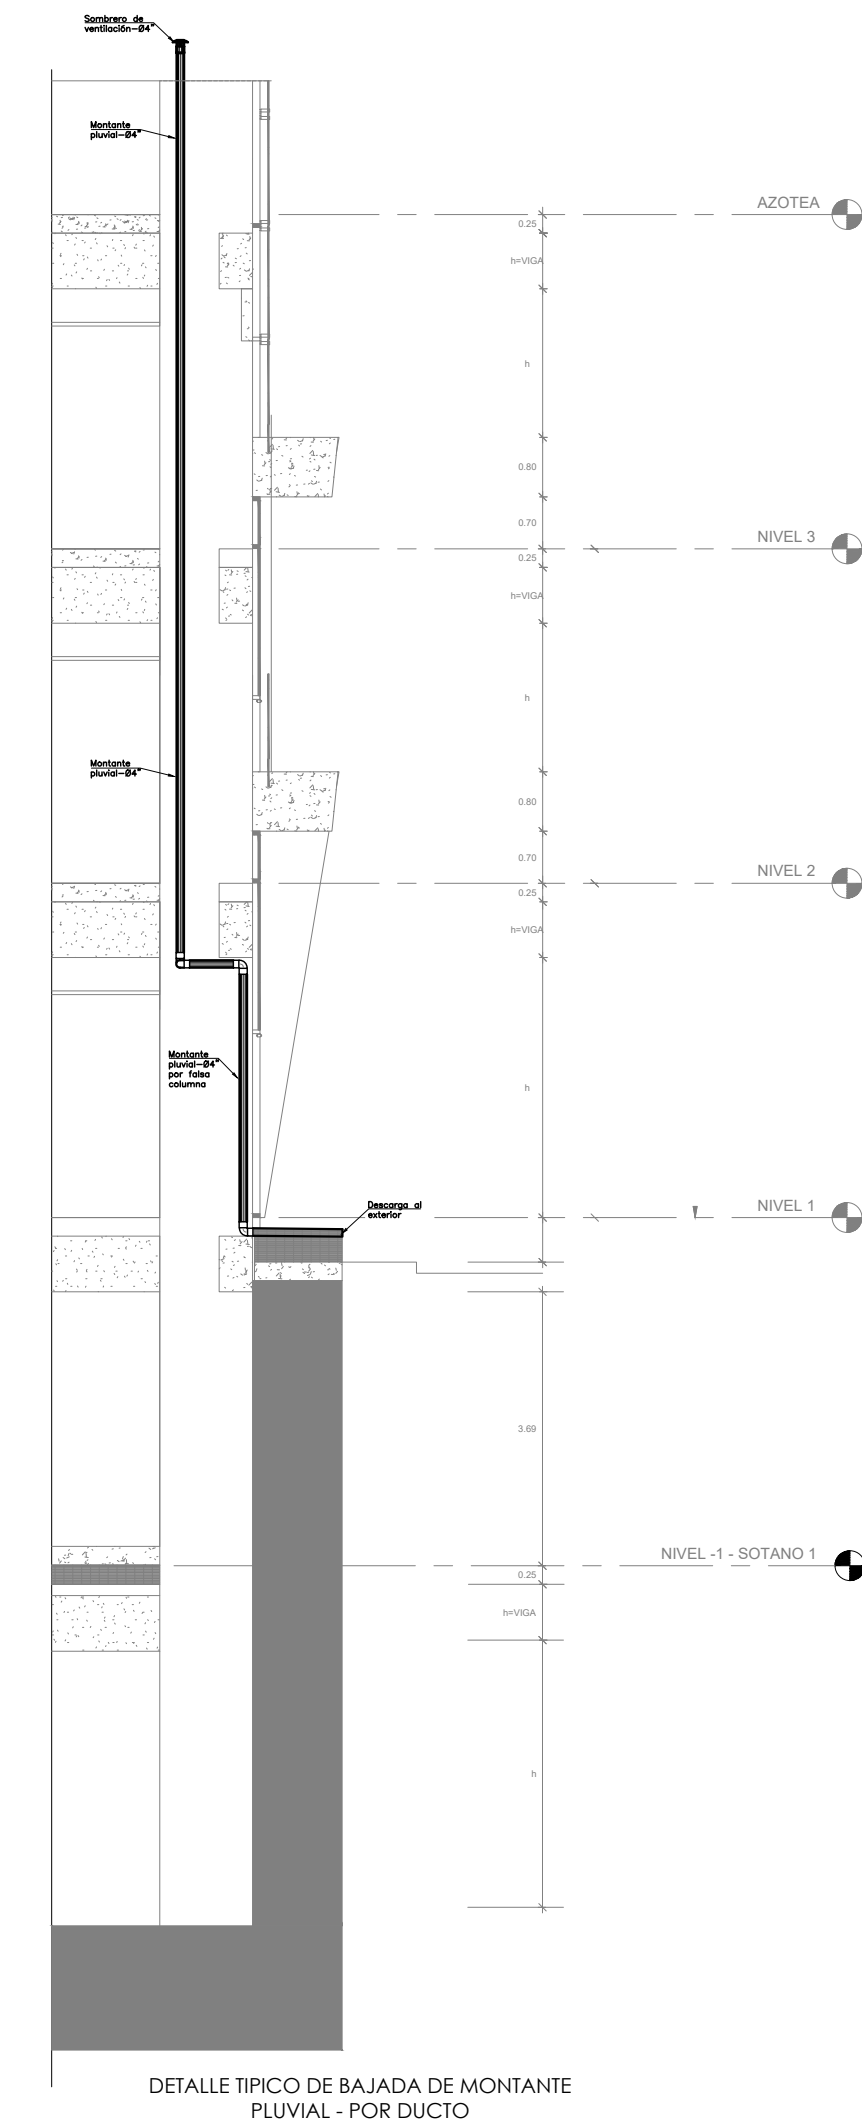 Sombrero de
ventilación-Ø4"
Montante
pluvial-Ø4"
AZOTEA
0.25
h=VIGA
h
0.80
0.70
NIVEL 3
0.25
h=VIGA
h
Montante
pluvial-Ø4"
0.80
0.70
NIVEL 2
0.25
h=VIGA
Montante
pluvial-Ø4"
por falsa
columna
h
Descarga al
exterior
NIVEL 1
3.69
NIVEL -1 - SOTANO 1
0.25
h=VIGA
h
DETALLE TIPICO DE BAJADA DE MONTANTE
PLUVIAL - POR DUCTO